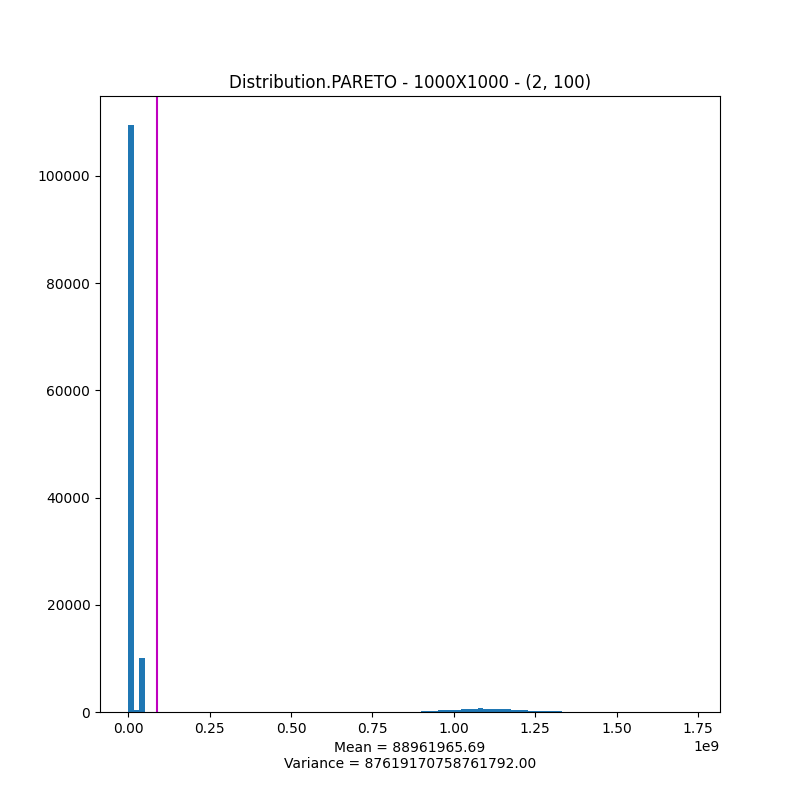 Distribution.PARETO - 1000X1000 - (2, 100)
100000
80000
60000
40000
20000
0
0.00 0.25 0.50 0.75 1.00 1.25 1.50 1.75
1e9
Mean = 88961965.69
Variance = 87619170758761792.00